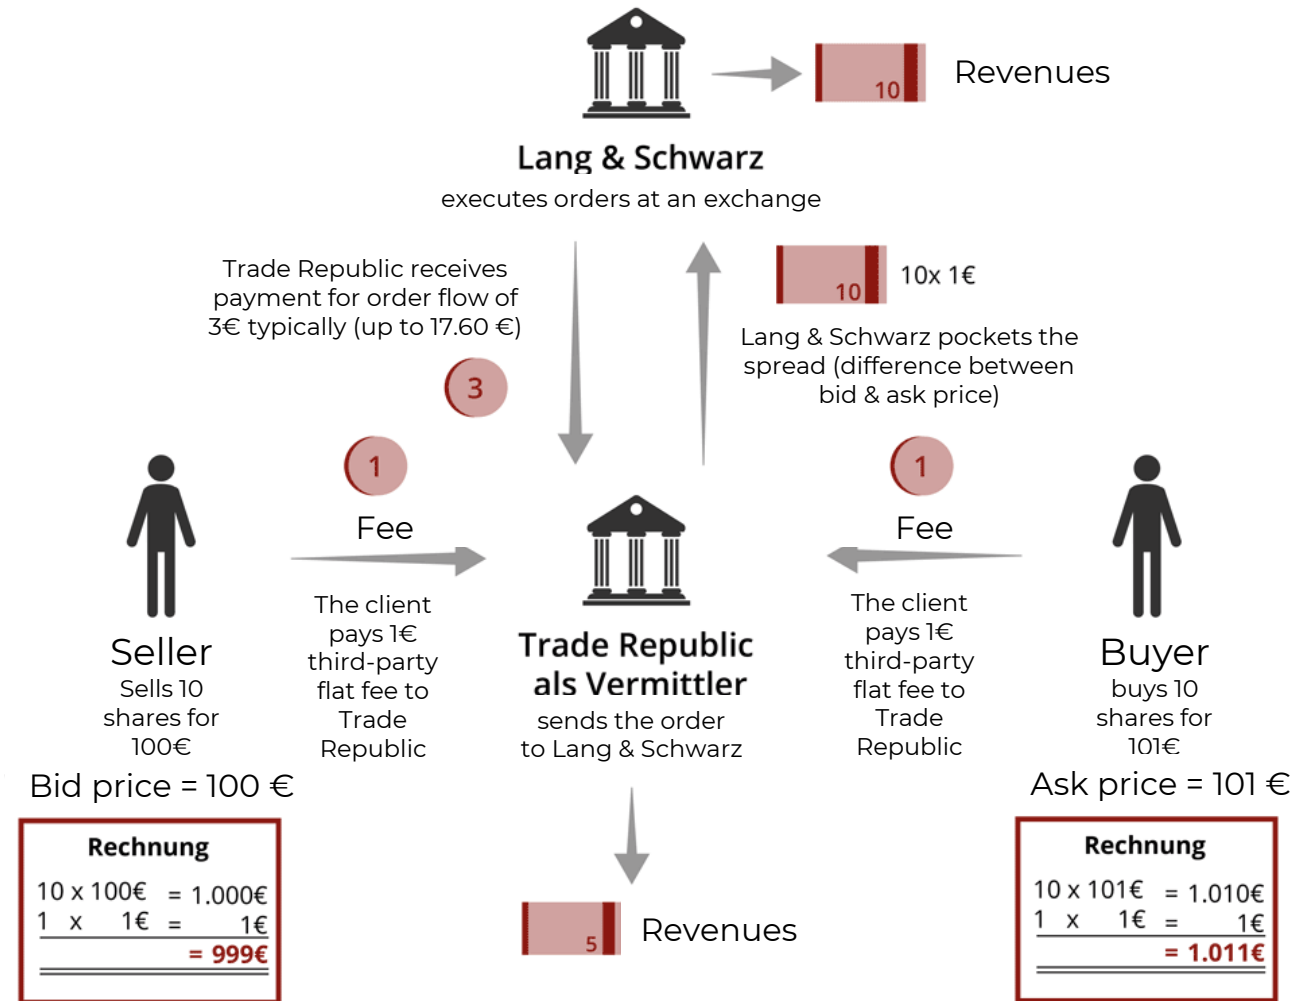 10
Revenues
Lang & Schwarz
executes orders at an exchange
Trade Republic receives
payment for order flow of
3€ typically (up to 17.60 €)
3
10
10x 1€
Lang & Schwarz pockets the
spread (difference between
bid & ask price)
1
Fee
The client
pays 1€
third-party
flat fee to
Trade
Republic
1
Fee
The client
pays 1€
third-party
flat fee to
Trade
Republic
Seller
Sells 10
shares for
100€
Bid price = 100 €
Trade Republic
als Vermittler
sends the order
to Lang & Schwarz
Buyer
buys 10
shares for
101€
Ask price = 101 €
Rechnung
10 x 100€ = 1.000€
1 x 1€ = 1€
= 999€
5
Revenues
Rechnung
10 x 101€ = 1.010€
1 x 1€ = 1€
= 1.011€